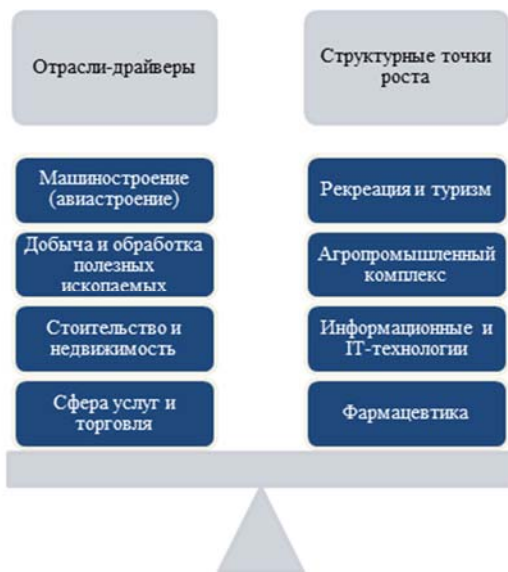 Отрасли-драйверы
Структурные точки
роста
Машиностроение
(авиастроение)
Добыча и обработка
полезных
ископаемых
Стоительство и
недвижимость
Сфера услуг и
торговля
Рекреация и туризм
Агропромышленный
комплекс
Информационные и
IT-технологии
Фармацевтика